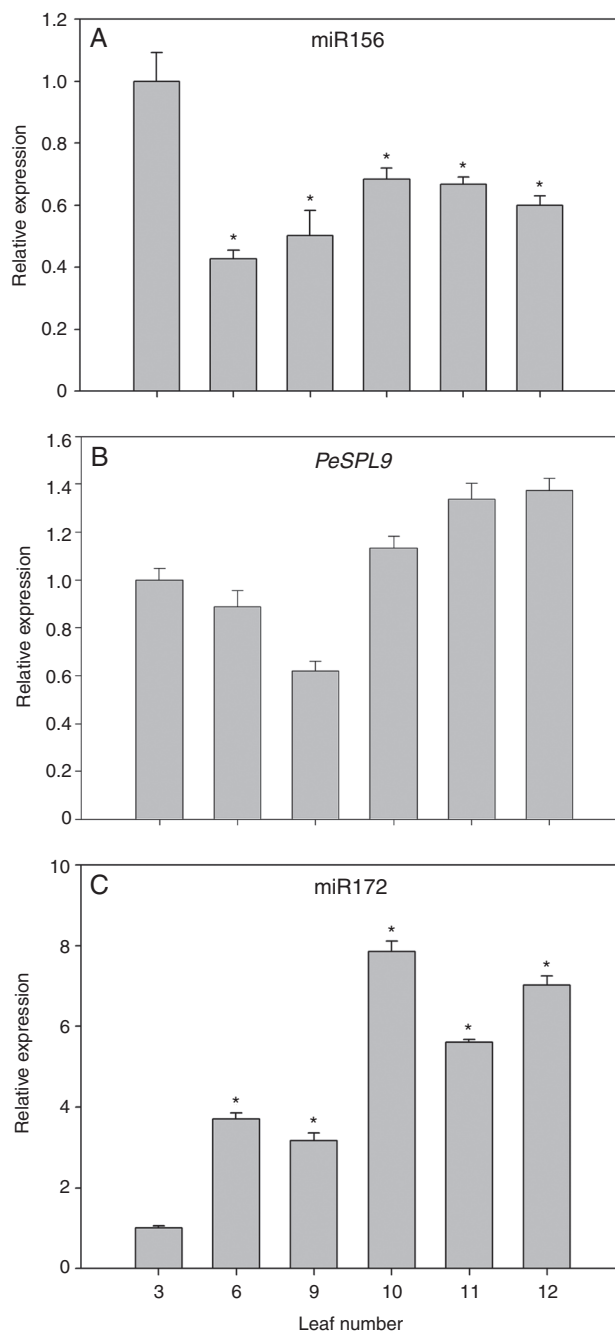 A
miR156
Relative expression
1.2
1.0
0.8
0.6
0.4
0.2
0
*
*
*
*
*
B
PeSPL9
Relative expression
1.6
1.4
1.2
1.0
0.8
0.6
0.4
0.2
0
C
miR172
Relative expression
10
8
6
4
2
0
*
*
*
*
*
3 6 9 10 11 12
Leaf number